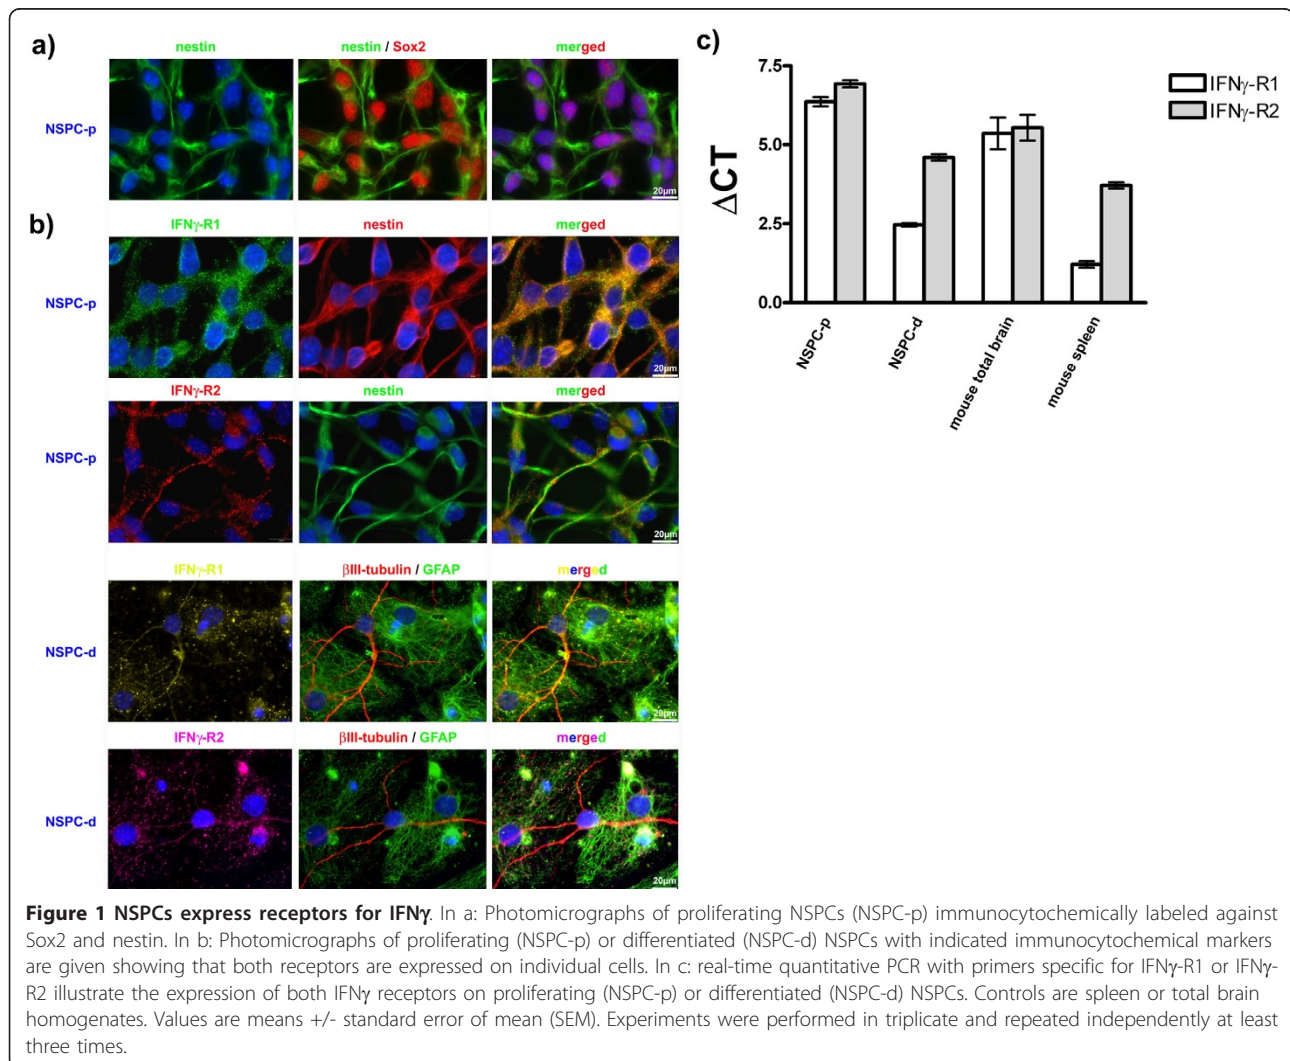 a)
nestin
nestin / Sox2
merged
NSPC-p
20µm
b)
IFNγ-R1
nestin
merged
NSPC-p
20µm
IFNγ-R2
nestin
merged
NSPC-p
20µm
IFNγ-R1
βIII-tubulin / GFAP
merged
NSPC-d
20µm
IFNγ-R2
βIII-tubulin / GFAP
merged
NSPC-d
20µm
c)
7.5
5.0
2.5
0.0
ΔCT
NSPC-p
NSPC-d
mouse total brain
mouse spleen
IFNγ-R1
IFNγ-R2
Figure 1 NSPCs express receptors for IFNγ. In a: Photomicrographs of proliferating NSPCs (NSPC-p) immunocytochemically labeled against
Sox2 and nestin. In b: Photomicrographs of proliferating (NSPC-p) or differentiated (NSPC-d) NSPCs with indicated immunocytochemical markers
are given showing that both receptors are expressed on individual cells. In c: real-time quantitative PCR with primers specific for IFNγ-R1 or IFNγ-
R2 illustrate the expression of both IFNγ receptors on proliferating (NSPC-p) or differentiated (NSPC-d) NSPCs. Controls are spleen or total brain
homogenates. Values are means +/- standard error of mean (SEM). Experiments were performed in triplicate and repeated independently at least
three times.